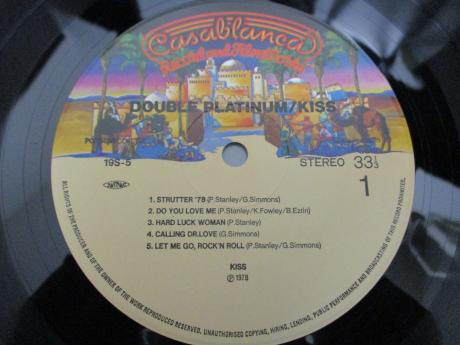 Casablanca
Record and FilmWorks
DOUBLE PLATINUM/KISS
19S-5
STEREO 33 1/3
1
1. STRUTTER '78 (P.Stanley/G.Simmons)
2. DO YOU LOVE ME (P.Stanley/K.Fowley/B.Ezrin)
3. HARD LUCK WOMAN (P.Stanley)
4. CALLING DR.LOVE (G.Simmons)
5. LET ME GO, ROCK'N ROLL (P.Stanley/G.Simmons)
KISS
℗ 1978
ALL RIGHTS OF THE PRODUCER AND OF THE OWNER OF THE WORK REPRODUCED RESERVED. UNAUTHORISED COPYING, HIRING, LENDING, PUBLIC PERFORMANCE AND BROADCASTING OF THIS RECORD PROHIBITED.